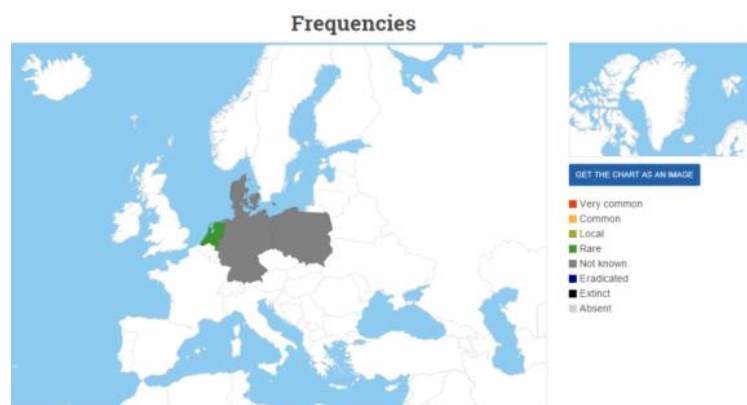 Frequencies
GET THE CHART AS AN IMAGE
Very common
Common
Local
Rare
Not known
Eradicated
Extinct
Absent